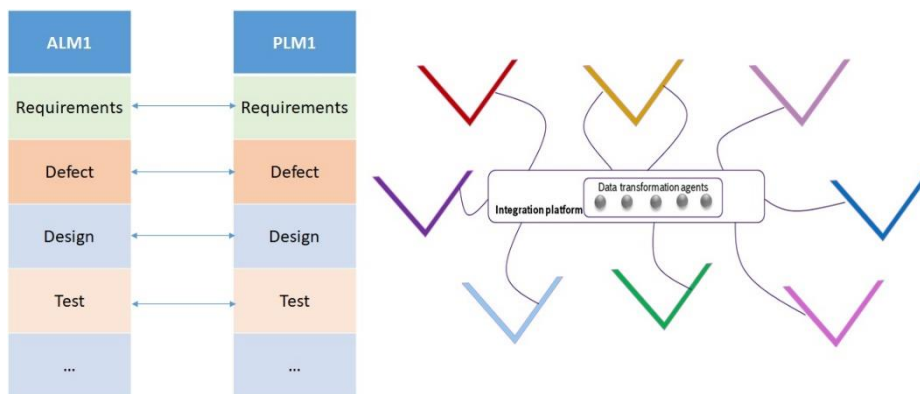 ALM1
PLM1
Requirements
Requirements
Defect
Defect
Design
Design
Test
Test
...
...
Data transformation agents
Integration platform